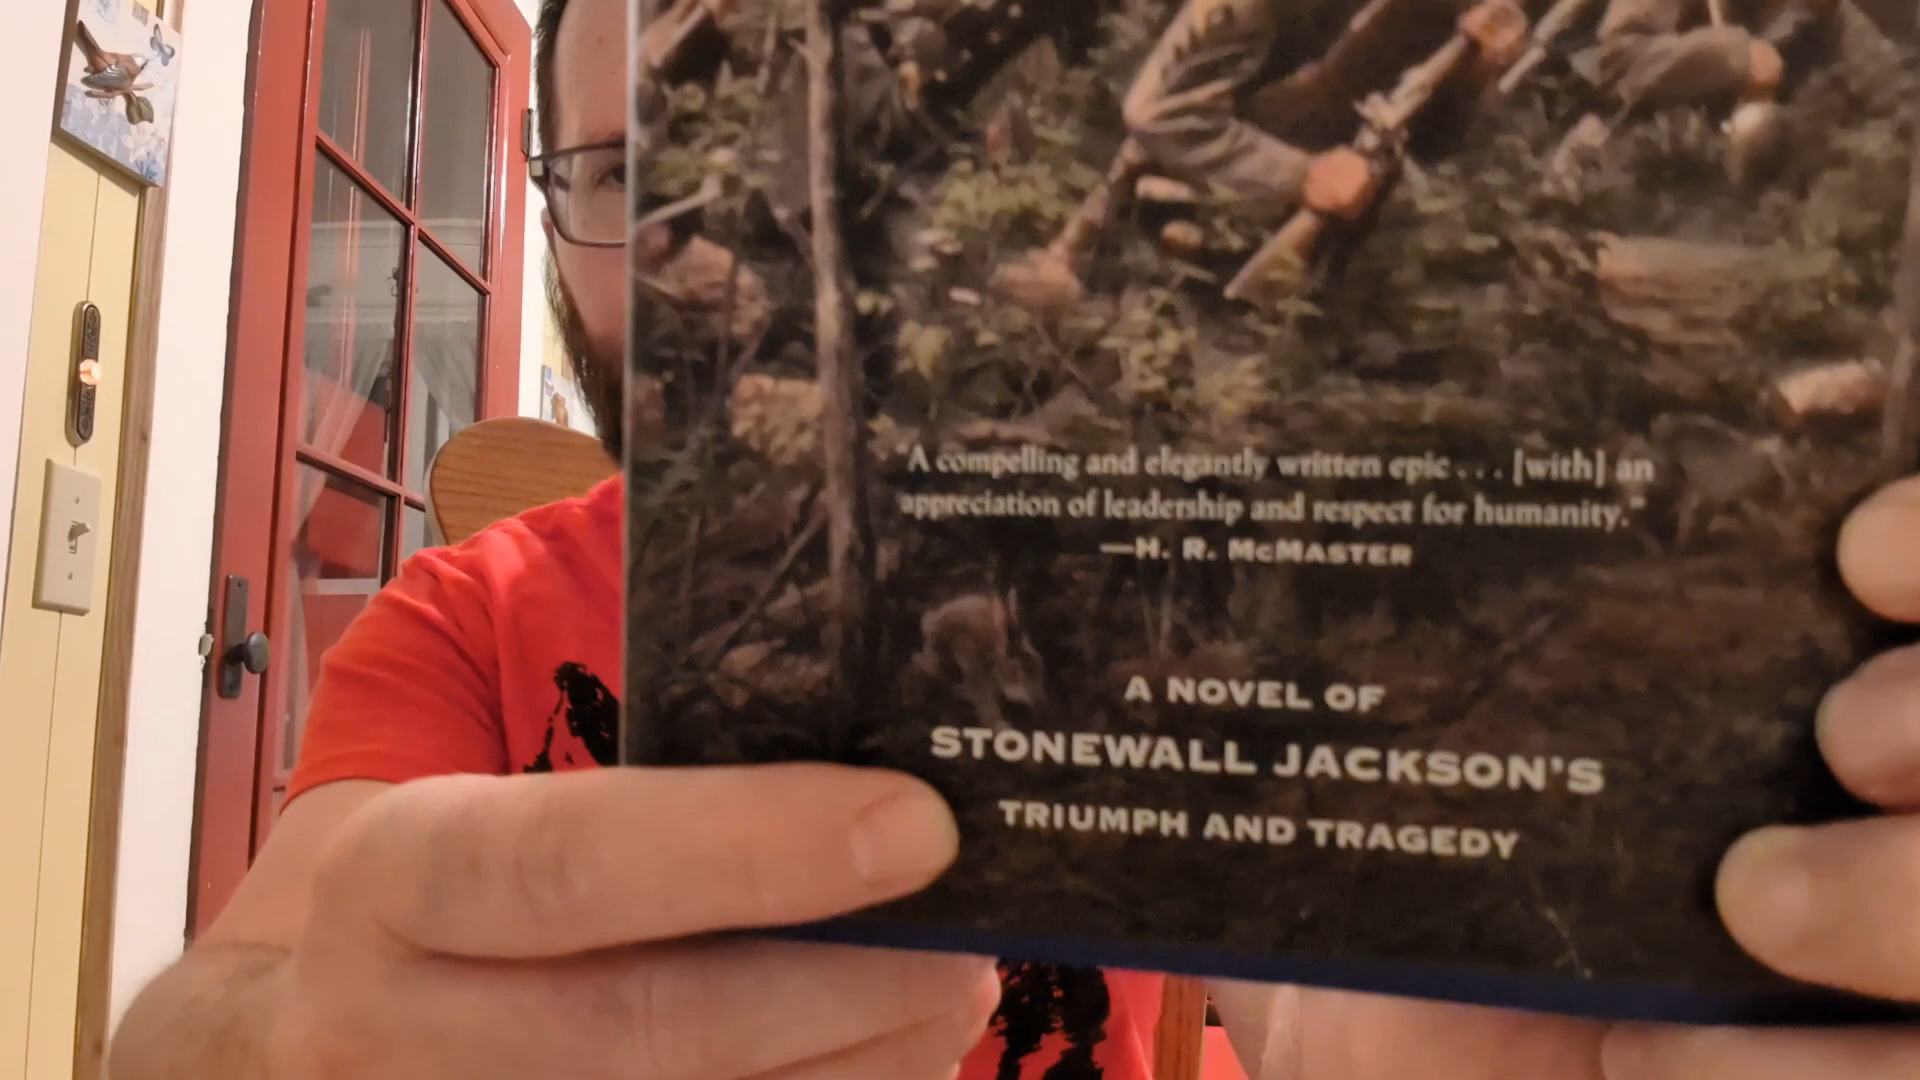 "A compelling and elegantly written epic . . . [with] an
appreciation of leadership and respect for humanity."
—H. R. McMASTER
A NOVEL OF
STONEWALL JACKSON'S
TRIUMPH AND TRAGEDY